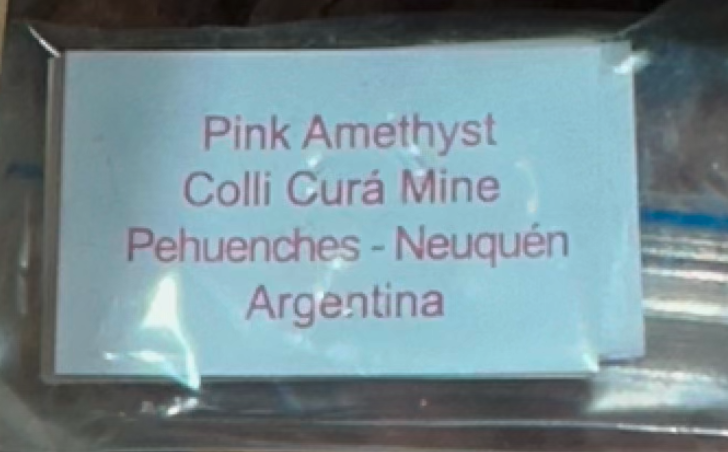 Pink Amethyst
Colli Curá Mine
Pehuenches - Neuquén
Argentina